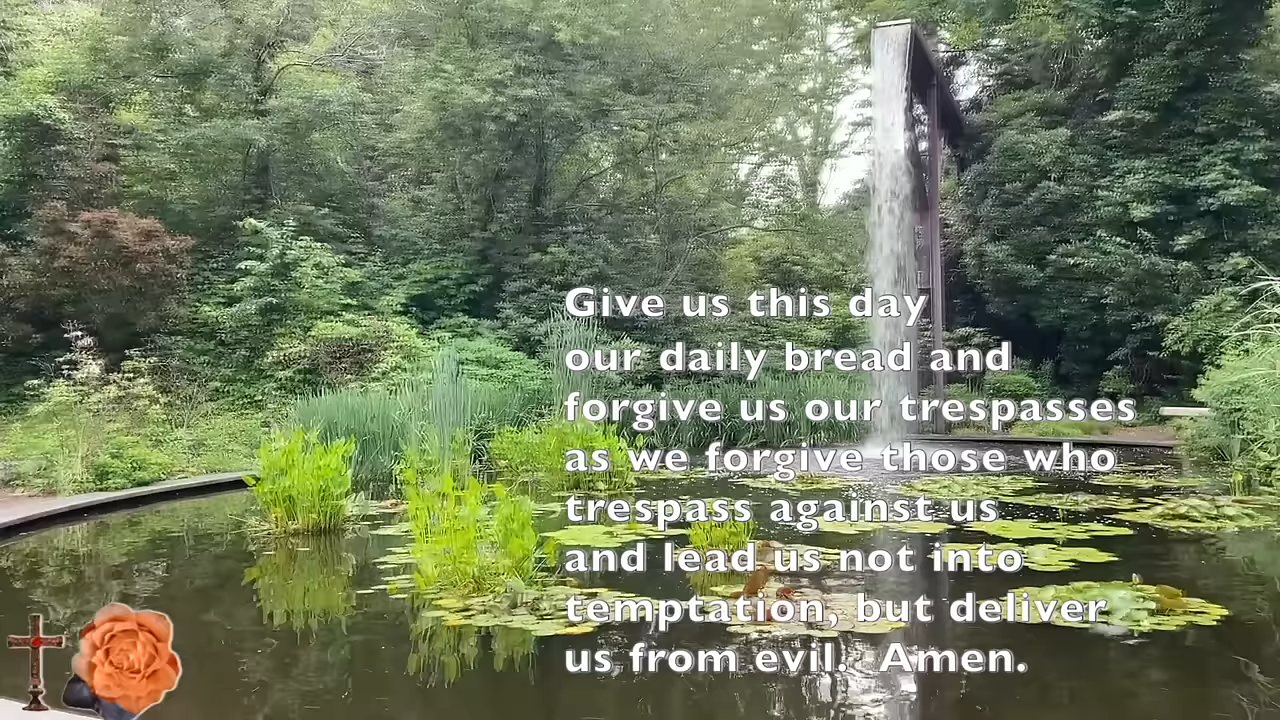 Give us this day
our daily bread and
forgive us our trespasses
as we forgive those who
trespass against us
and lead us not into
temptation, but deliver
us from evil.  Amen.